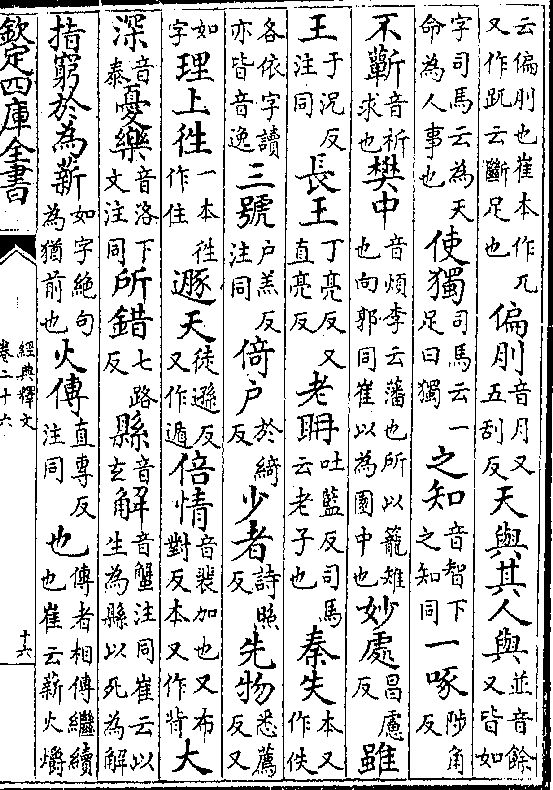 云偏刖也崔本作兀又作趴云斷足也偏刖音月又五刮反天與其人與並音餘又皆如
字司馬云為天命為人事也使獨司馬云一足曰獨之知音智下之知同一啄陟角反
不蘄音祈求也樊中音煩李云藩也所以籠雉也向郭同崔以為園中也妙處昌慮反雖
王于況反注同長王丁亮反又直亮反老聃吐藍反司馬云老子也秦失本又作佚
各依字讀亦皆音逸三號户羔反注同倚户於綺反少者詩照反先物悉薦反又
如字理上往一本往作住遯天徒遜反又作遁倍情音裴加也又布對反本又作背大
深音泰憂樂音洛下文注同所錯七路反縣音玄解音蟹注同崔云以生為縣以死為解
指窮於為薪如字絶句為猶前也火傳直專反注同也傳者相傳繼續也崔云薪火爝
欽定四庫全書
經典釋文
卷二十六
十六